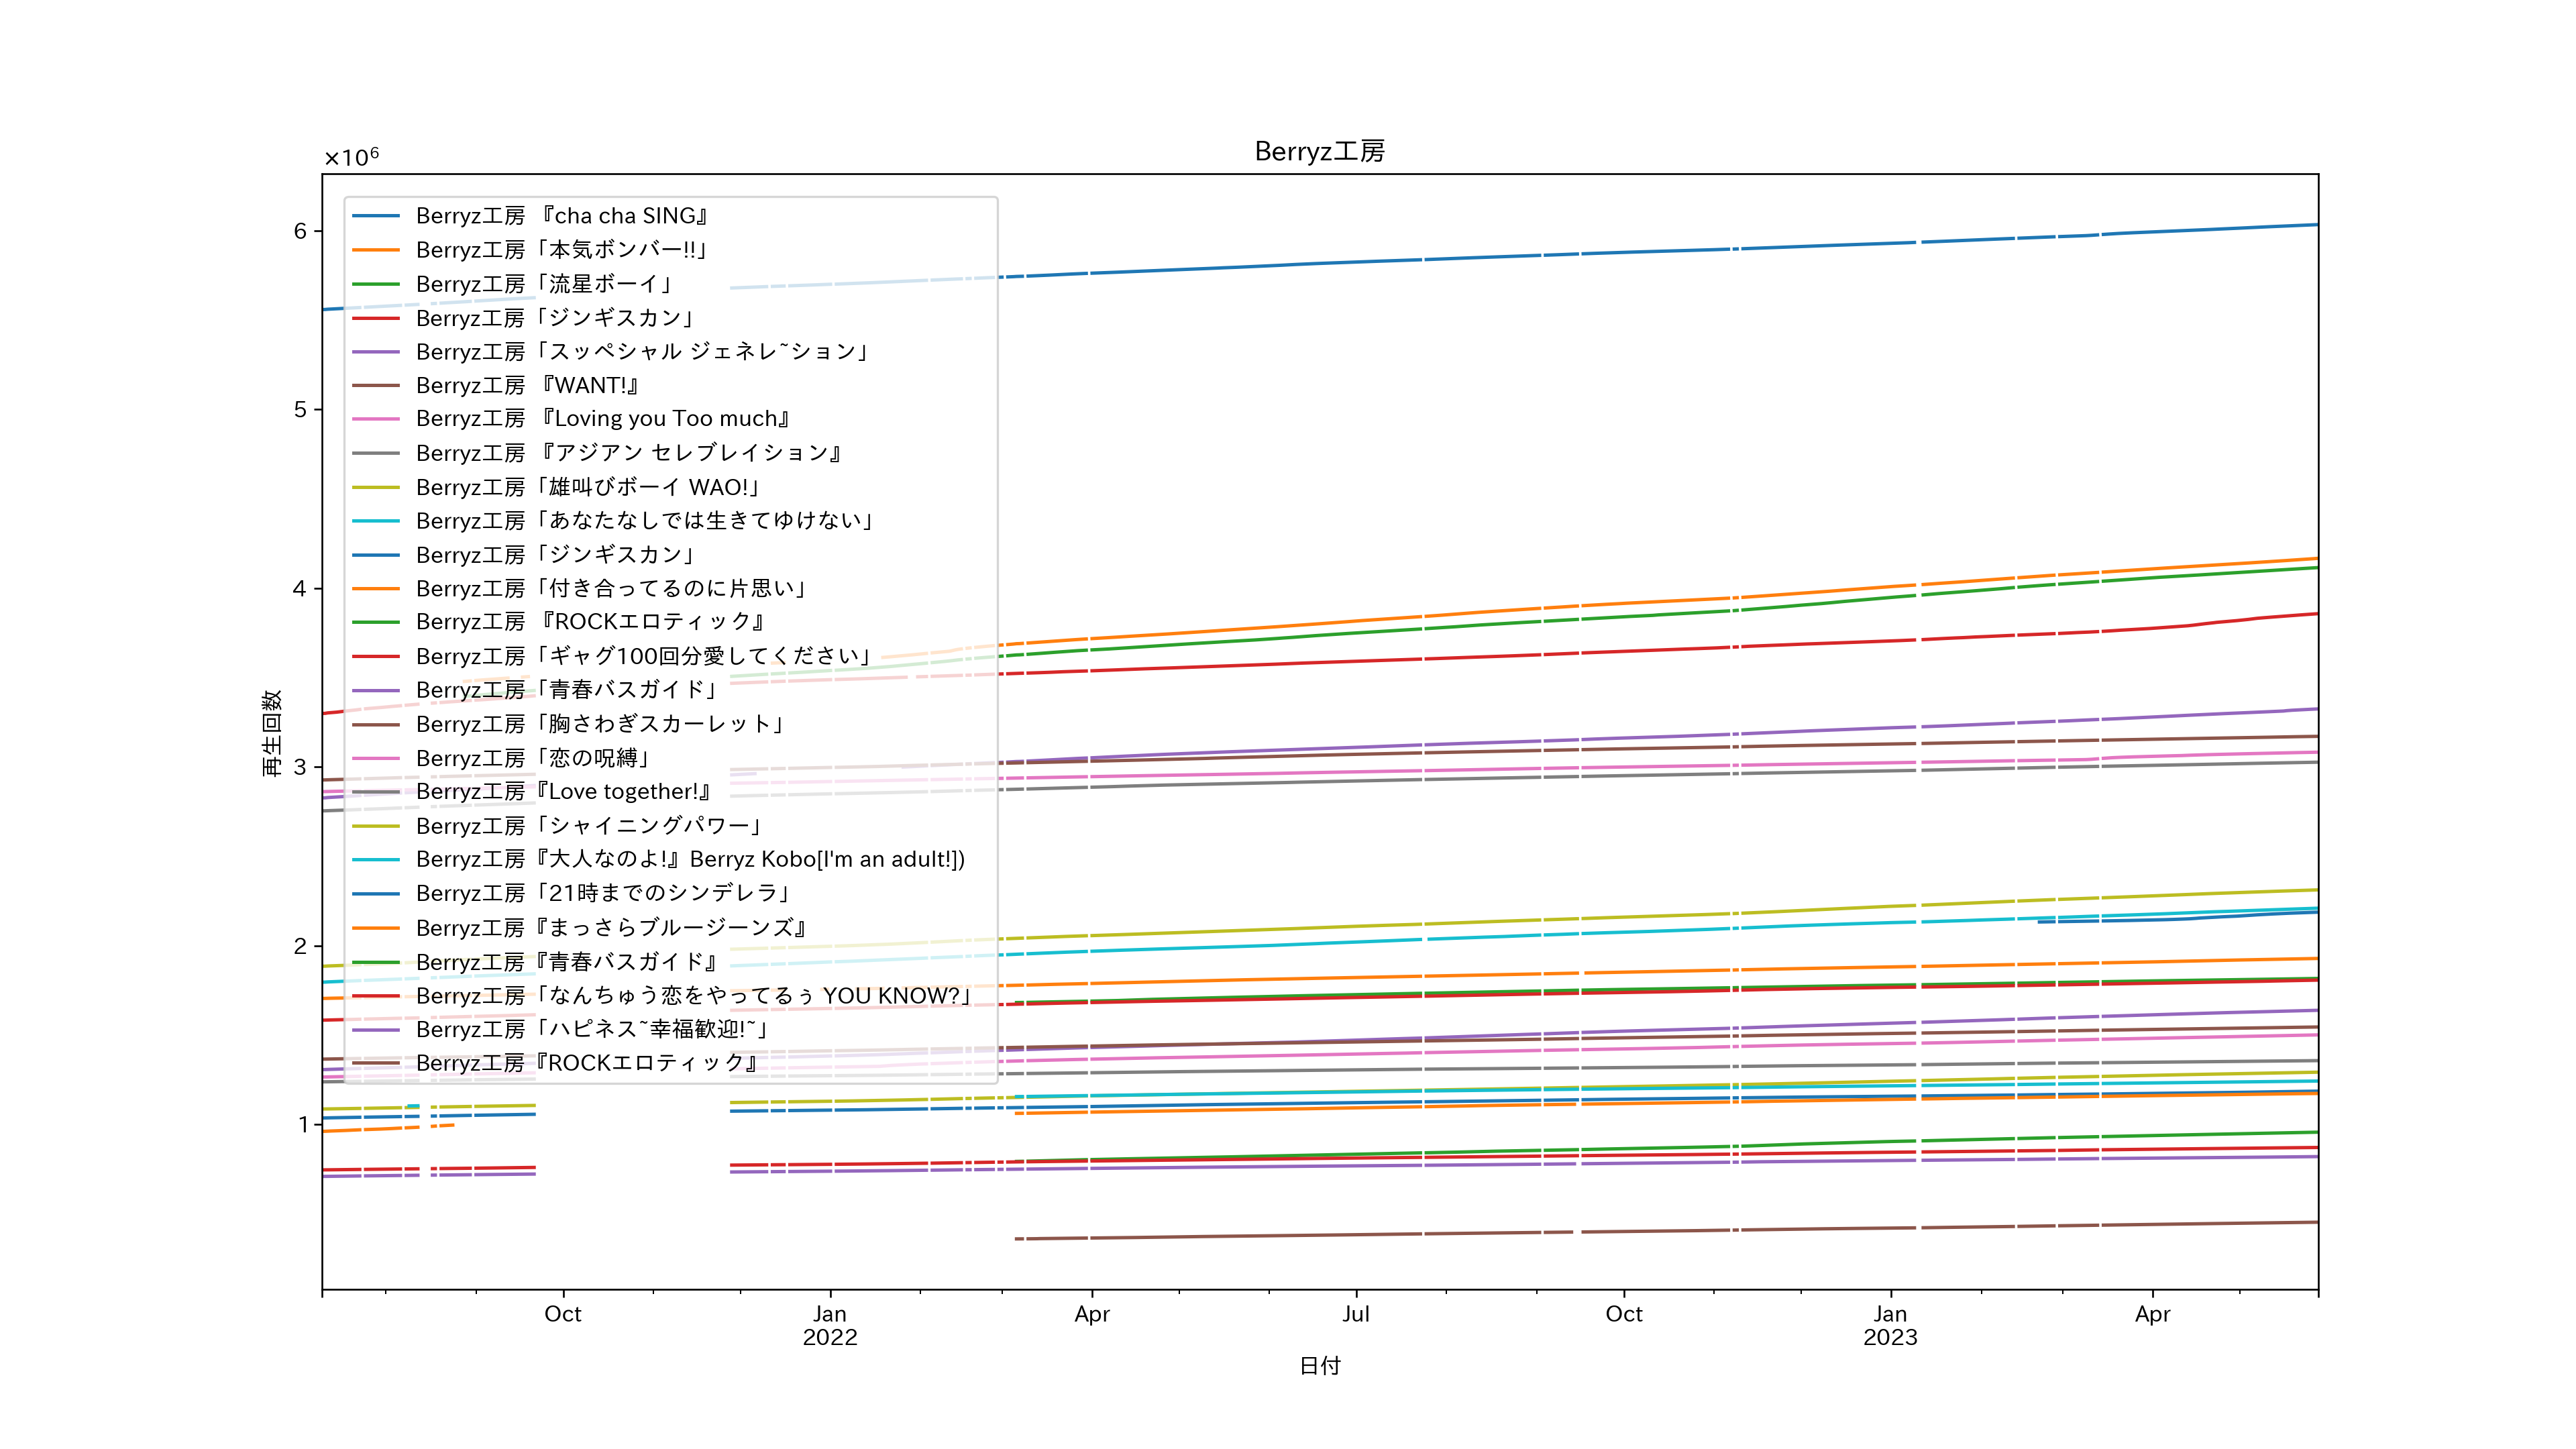 Berryz工房
×10⁶
6
5
4
3
2
1
再生回数
Berryz工房 『cha cha SING』
Berryz工房「本気ボンバー!!」
Berryz工房「流星ボーイ」
Berryz工房「ジンギスカン」
Berryz工房「スッペシャル ジェネレ~ション」
Berryz工房 『WANT!』
Berryz工房 『Loving you Too much』
Berryz工房 『アジアン セレブレイション』
Berryz工房「雄叫びボーイ WAO!」
Berryz工房「あなたなしでは生きてゆけない」
Berryz工房「ジンギスカン」
Berryz工房「付き合ってるのに片思い」
Berryz工房 『ROCKエロティック』
Berryz工房「ギャグ100回分愛してください」
Berryz工房「青春バスガイド」
Berryz工房「胸さわぎスカーレット」
Berryz工房「恋の呪縛」
Berryz工房『Love together!』
Berryz工房「シャイニングパワー」
Berryz工房『大人なのよ!』Berryz Kobo[I'm an adult!])
Berryz工房「21時までのシンデレラ」
Berryz工房『まっさらブルージーンズ』
Berryz工房『青春バスガイド』
Berryz工房「なんちゅう恋をやってるぅ YOU KNOW?」
Berryz工房「ハピネス~幸福歓迎!~」
Berryz工房『ROCKエロティック』
Oct Jan Apr Jul Oct Jan Apr
2022 2023
日付